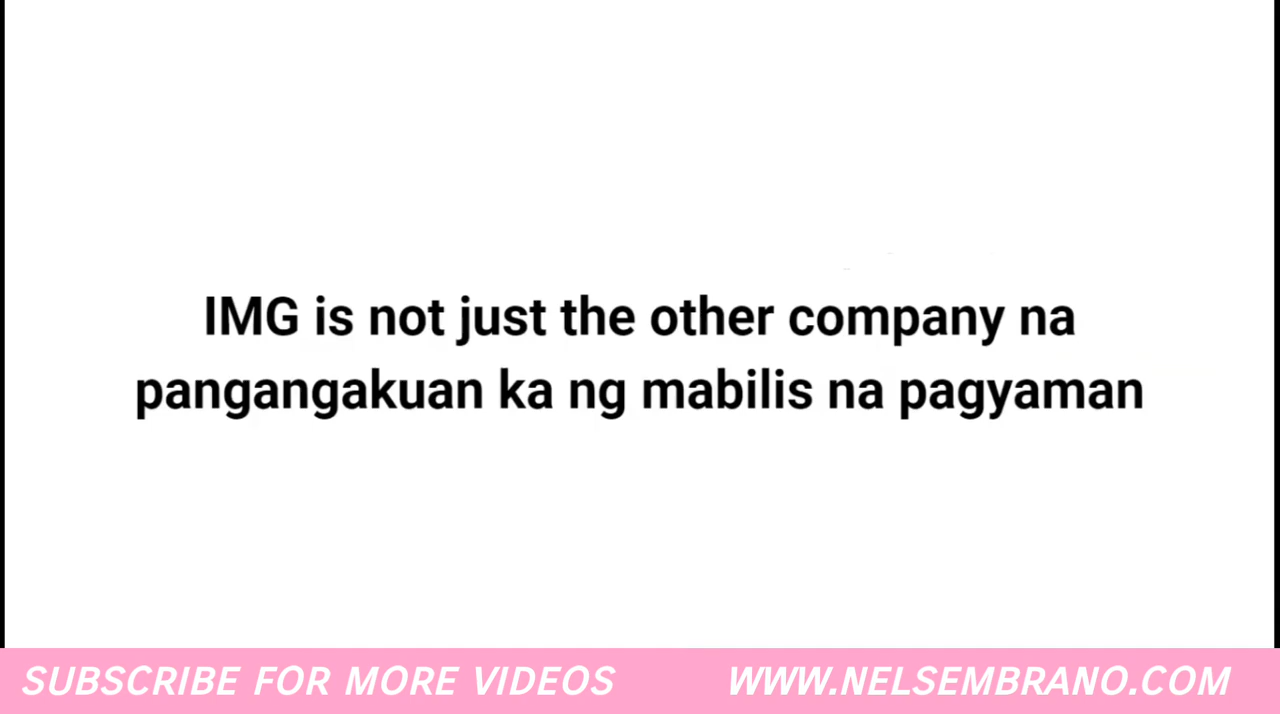 IMG is not just the other company na
pangangakuan ka ng mabilis na pagyaman
SUBSCRIBE FOR MORE VIDEOS WWW.NELSEMBRANO.COM